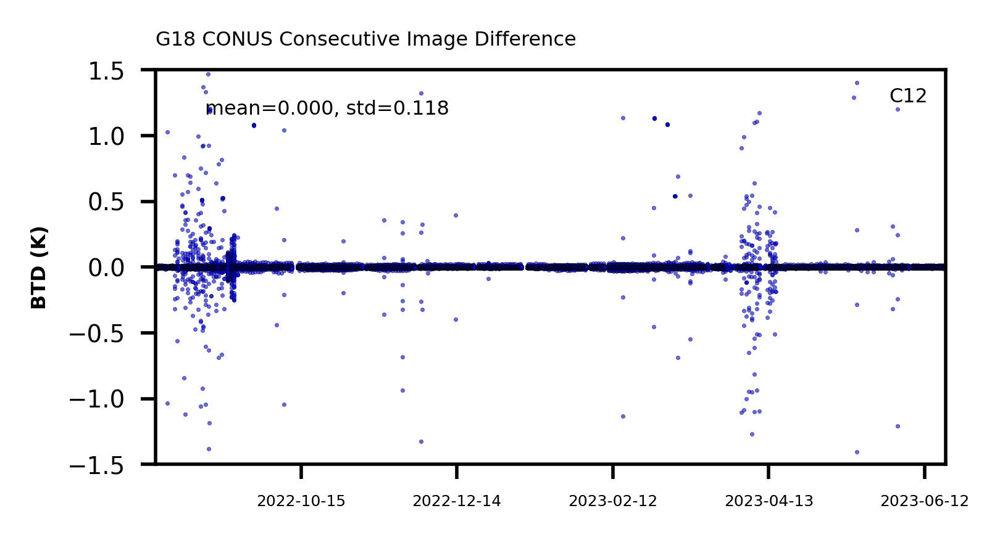 G18 CONUS Consecutive Image Difference
1.5
C12
mean=0.000, std=0.118
1.0
0.5
0.0
−0.5
−1.0
−1.5
BTD (K)
2022-10-15 2022-12-14 2023-02-12 2023-04-13 2023-06-12